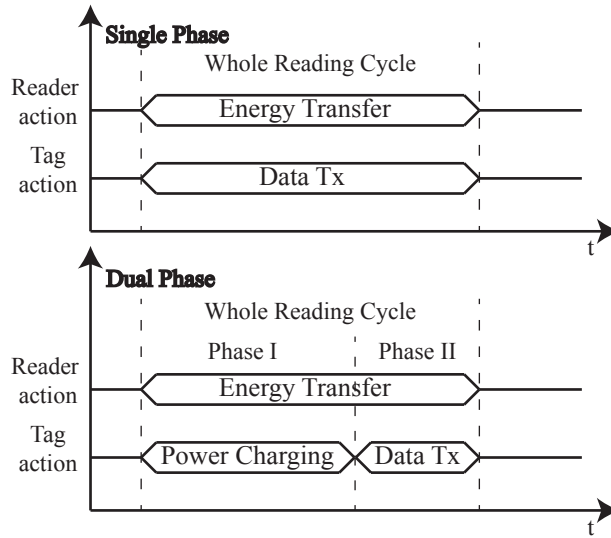 Single Phase
Whole Reading Cycle
Reader
action
Energy Transfer
Tag
action
Data Tx
t
Dual Phase
Whole Reading Cycle
Phase I
Phase II
Reader
action
Energy Transfer
Tag
action
Power Charging
Data Tx
t